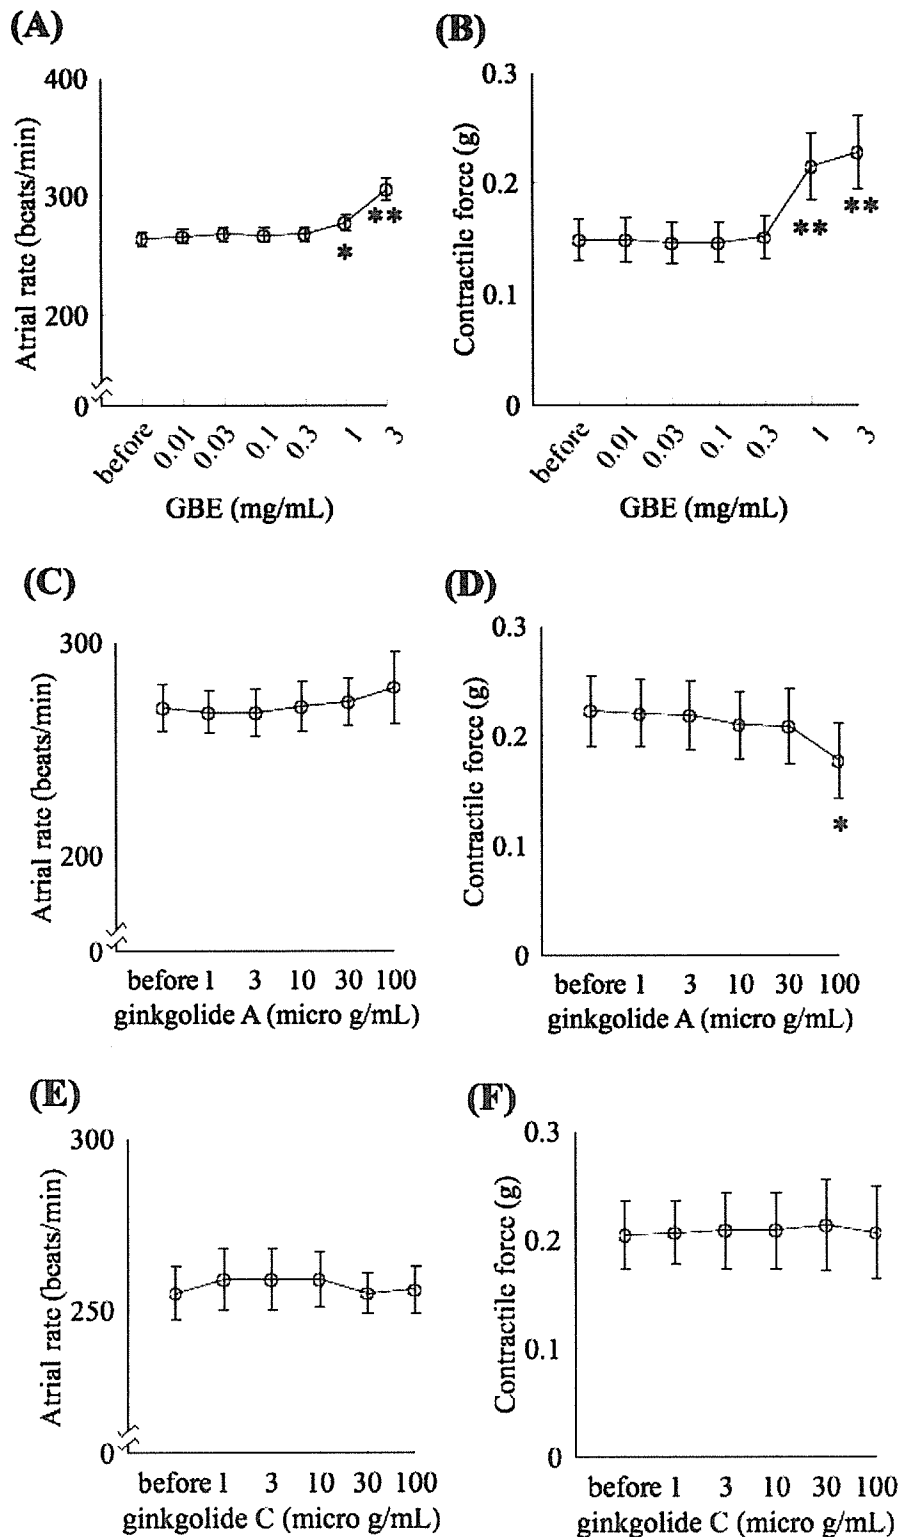 (A)
400
300
200
0
Atrial rate (beats/min)
*
**
before 0.01 0.03 0.1 0.3 1 3
GBE (mg/mL)
(B)
0.3
0.2
0.1
0
Contractile force (g)
**
**
before 0.01 0.03 0.1 0.3 1 3
GBE (mg/mL)
(C)
300
200
0
Atrial rate (beats/min)
before 1 3 10 30 100
ginkgolide A (micro g/mL)
(D)
0.3
0.2
0.1
0
Contractile force (g)
*
before 1 3 10 30 100
ginkgolide A (micro g/mL)
(E)
300
250
0
Atrial rate (beats/min)
before 1 3 10 30 100
ginkgolide C (micro g/mL)
(F)
0.3
0.2
0.1
0
Contractile force (g)
before 1 3 10 30 100
ginkgolide C (micro g/mL)